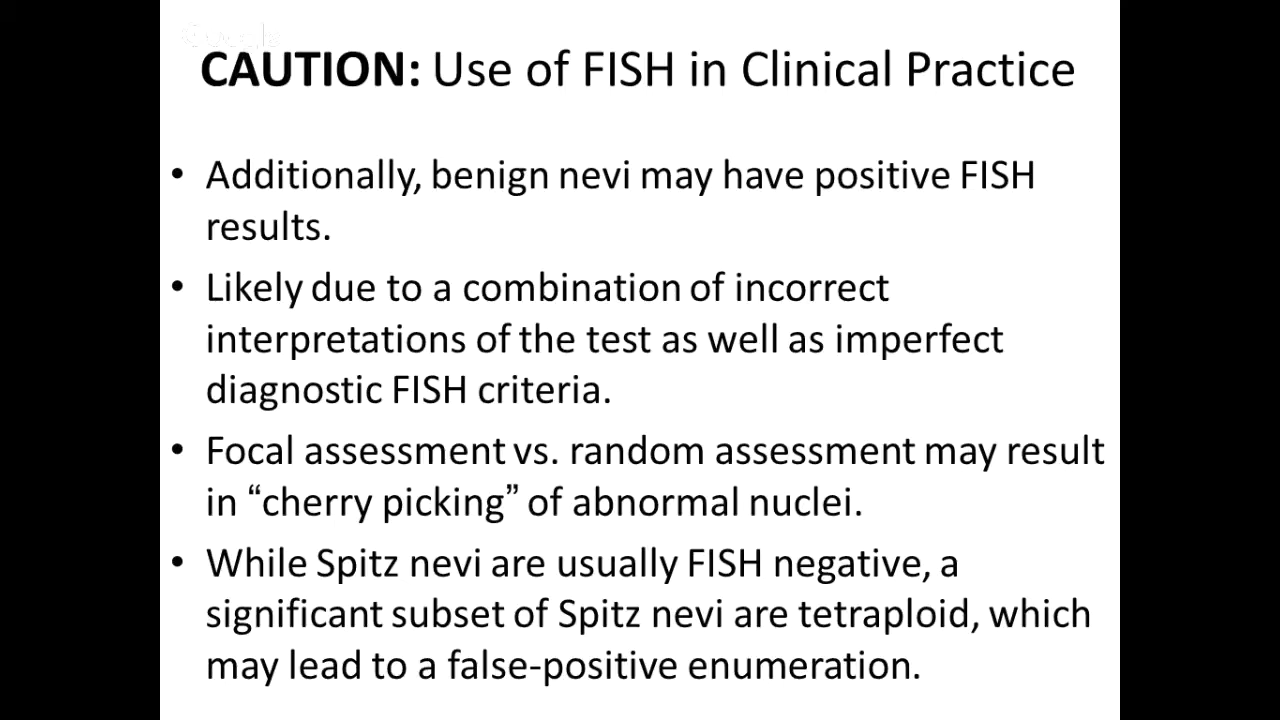 CAUTION: Use of FISH in Clinical Practice
• Additionally, benign nevi may have positive FISH
results.
• Likely due to a combination of incorrect
interpretations of the test as well as imperfect
diagnostic FISH criteria.
• Focal assessment vs. random assessment may result
in “cherry picking” of abnormal nuclei.
• While Spitz nevi are usually FISH negative, a
significant subset of Spitz nevi are tetraploid, which
may lead to a false-positive enumeration.